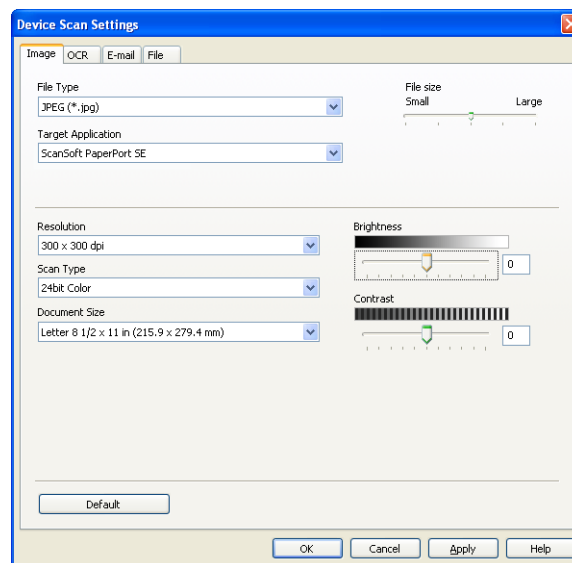 Device Scan Settings
Image OCR E-mail File
File Type
JPEG (*.jpg)
File size
Small Large
Target Application
ScanSoft PaperPort SE
Resolution
300 x 300 dpi
Scan Type
24bit Color
Document Size
Letter 8 1/2 x 11 in (215.9 x 279.4 mm)
Brightness
0
Contrast
0
Default
OK Cancel Apply Help